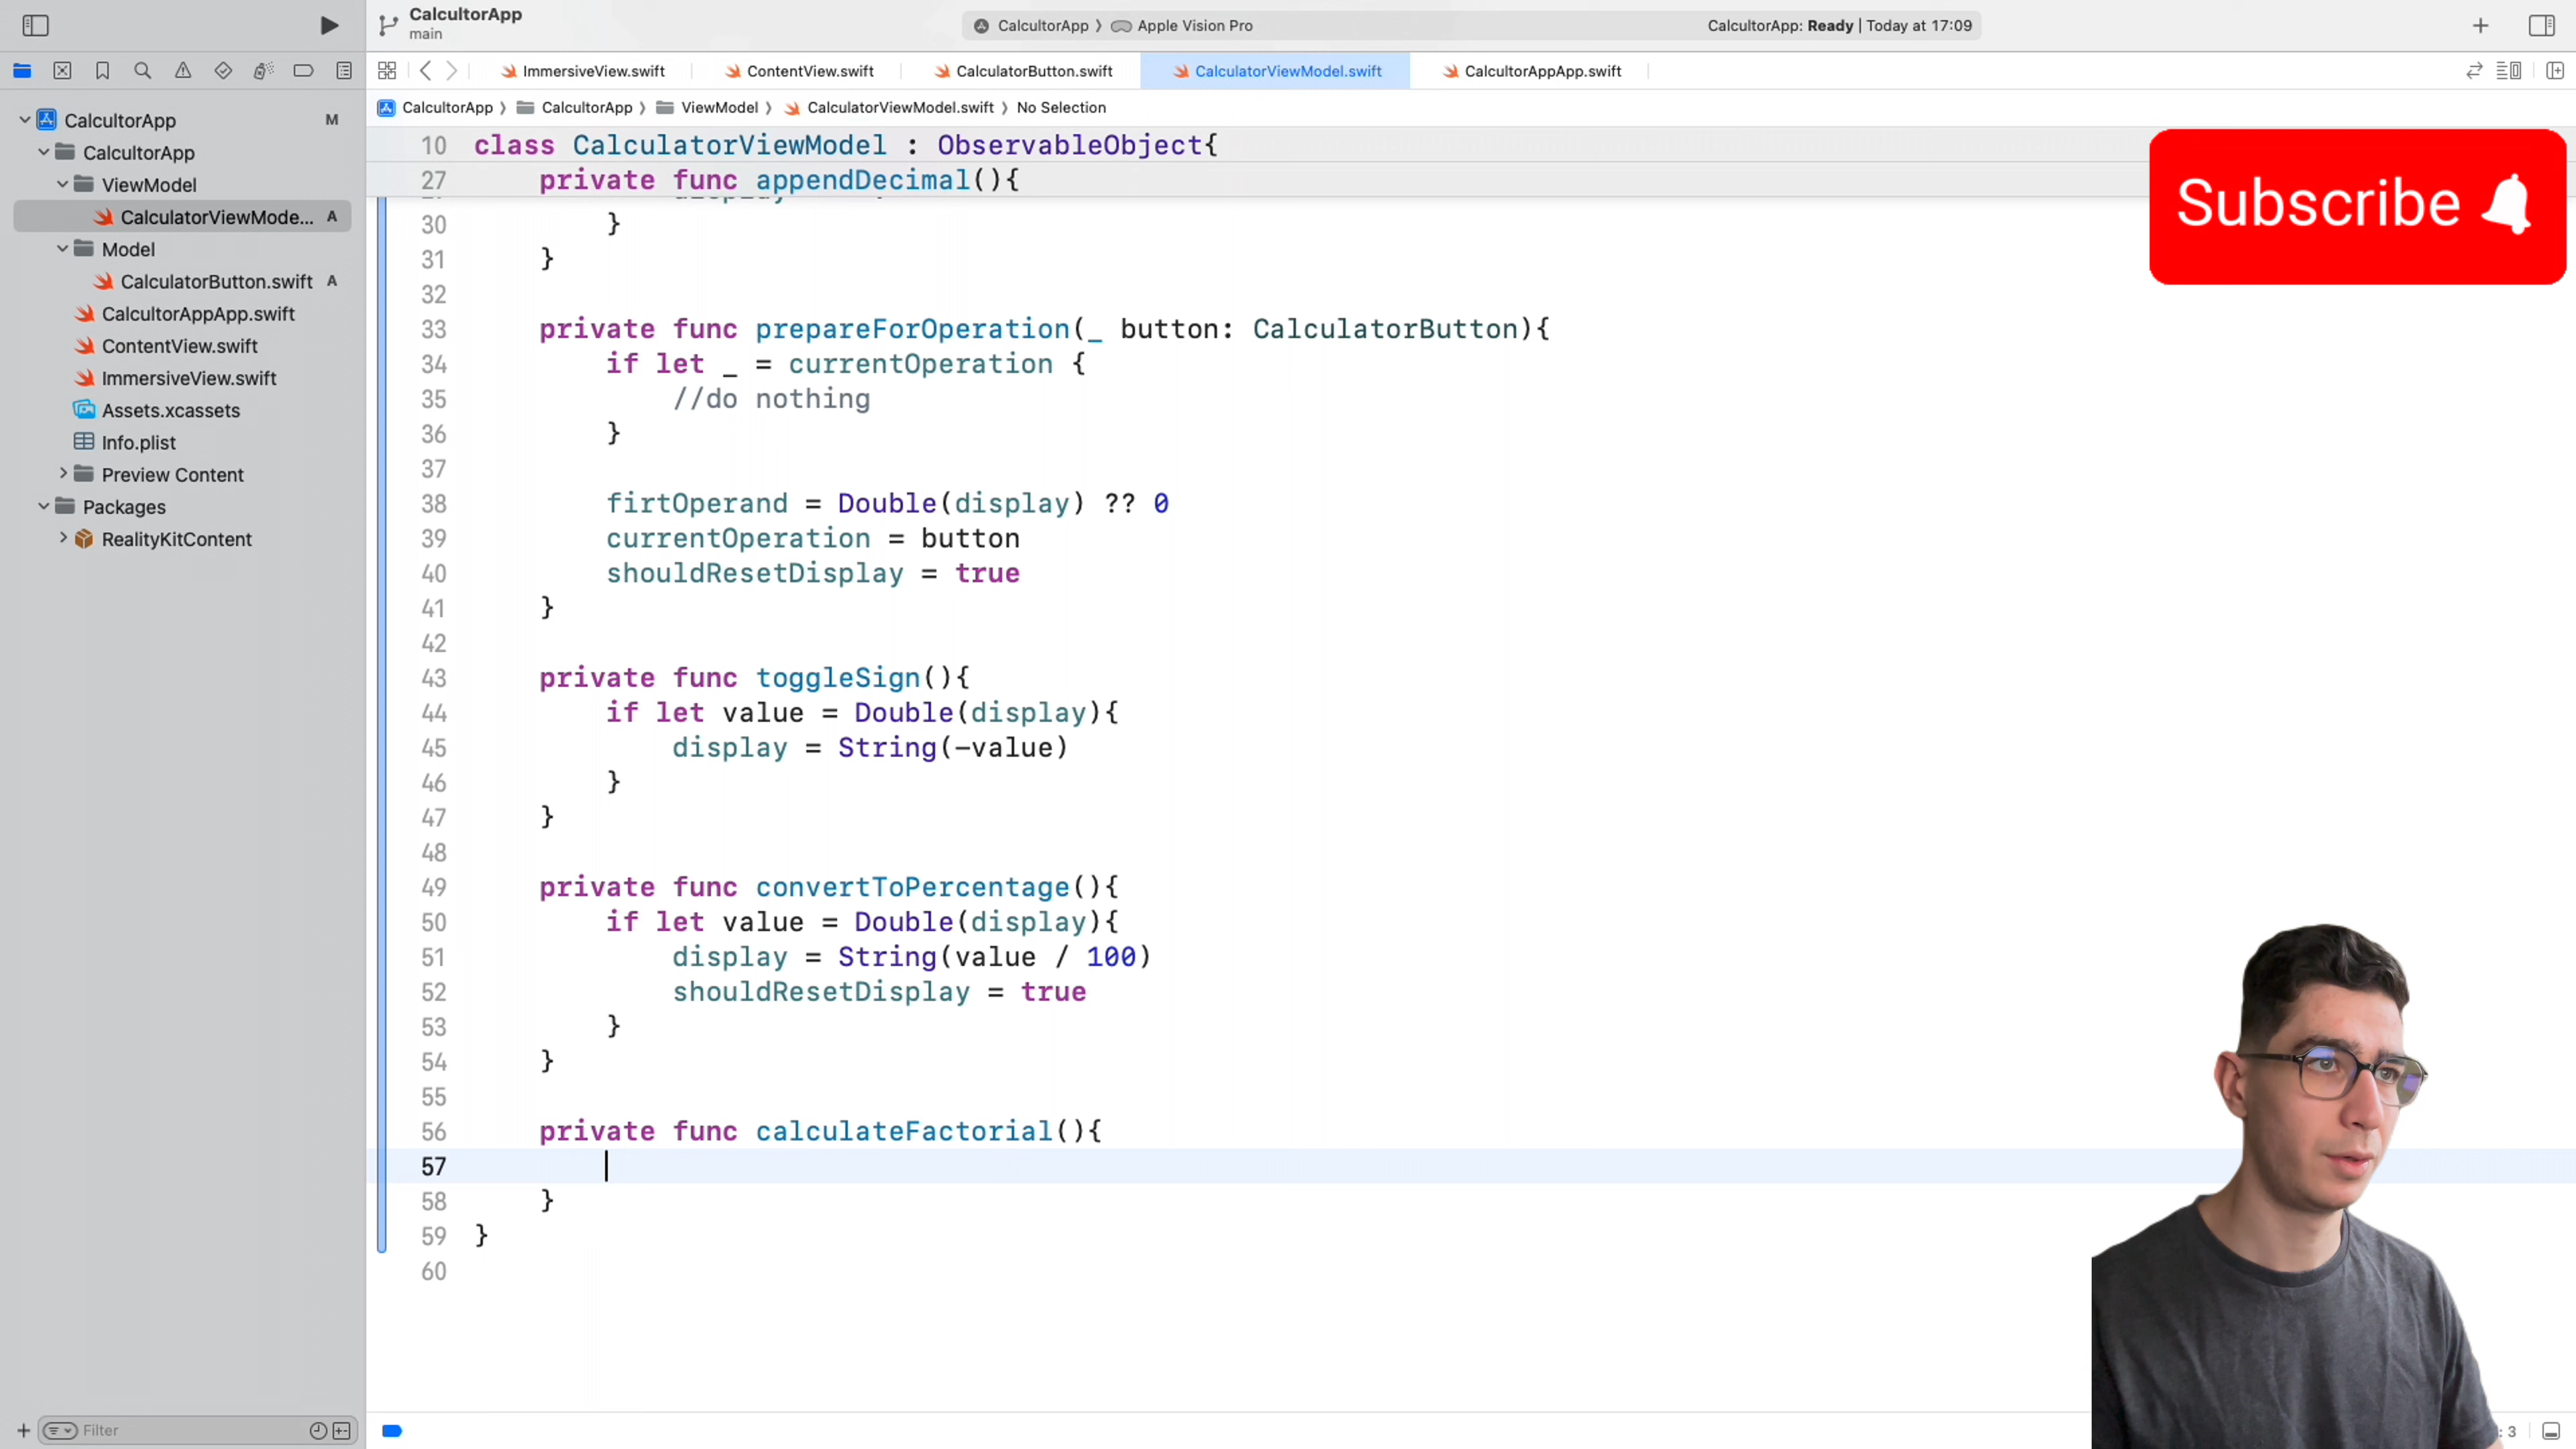 CalcultorApp
main
CalcultorApp
Apple Vision Pro
CalcultorApp: Ready | Today at 17:09
ImmersiveView.swift
ContentView.swift
CalculatorButton.swift
CalculatorViewModel.swift
CalcultorAppApp.swift
CalcultorApp
CalcultorApp
ViewModel
CalculatorViewModel.swift
No Selection
CalcultorApp M
CalcultorApp
ViewModel
CalculatorViewMode... A
Model
CalculatorButton.swift A
CalcultorAppApp.swift
ContentView.swift
ImmersiveView.swift
Assets.xcassets
Info.plist
Preview Content
Packages
RealityKitContent
Filter
10 class CalculatorViewModel : ObservableObject{
27 private func appendDecimal(){
30 }
31 }
32
33 private func prepareForOperation(_ button: CalculatorButton){
34 if let _ = currentOperation {
35 //do nothing
36 }
37
38 firtOperand = Double(display) ?? 0
39 currentOperation = button
40 shouldResetDisplay = true
41 }
42
43 private func toggleSign(){
44 if let value = Double(display){
45 display = String(-value)
46 }
47 }
48
49 private func convertToPercentage(){
50 if let value = Double(display){
51 display = String(value / 100)
52 shouldResetDisplay = true
53 }
54 }
55
56 private func calculateFactorial(){
57
58 }
59 }
60
Subscribe
: 3